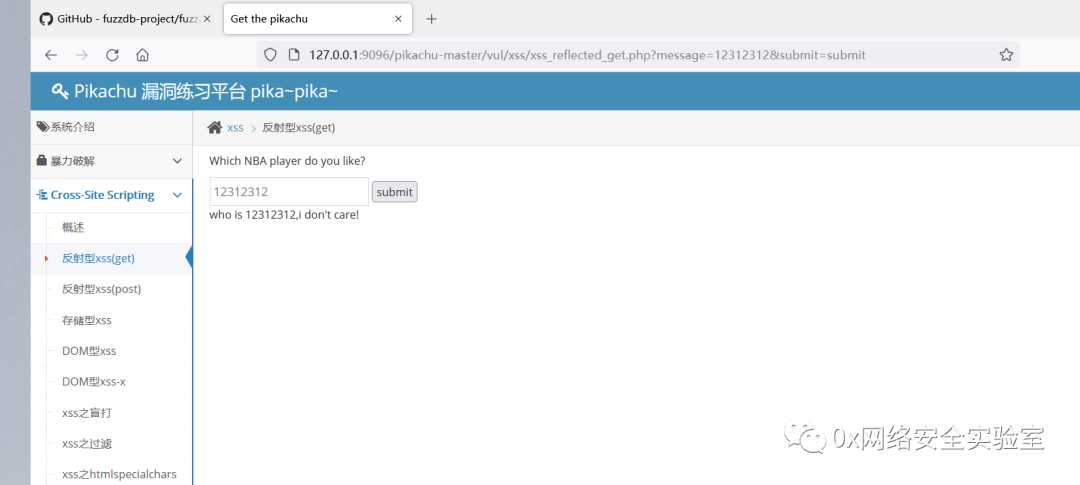 GitHub - fuzzdb-project/fuzz
Get the pikachu
127.0.0.1:9096/pikachu-master/vul/xss/xss_reflected_get.php?message=12312312&submit=submit
Pikachu 漏洞练习平台 pika~pika~
系统介绍
xss > 反射型xss(get)
暴力破解
Which NBA player do you like?
Cross-Site Scripting
12312312 submit
who is 12312312,i don't care!
概述
反射型xss(get)
反射型xss(post)
存储型xss
DOM型xss
DOM型xss-x
xss之盲打
xss之过滤
xss之htmlspecialchars
0x网络安全实验室